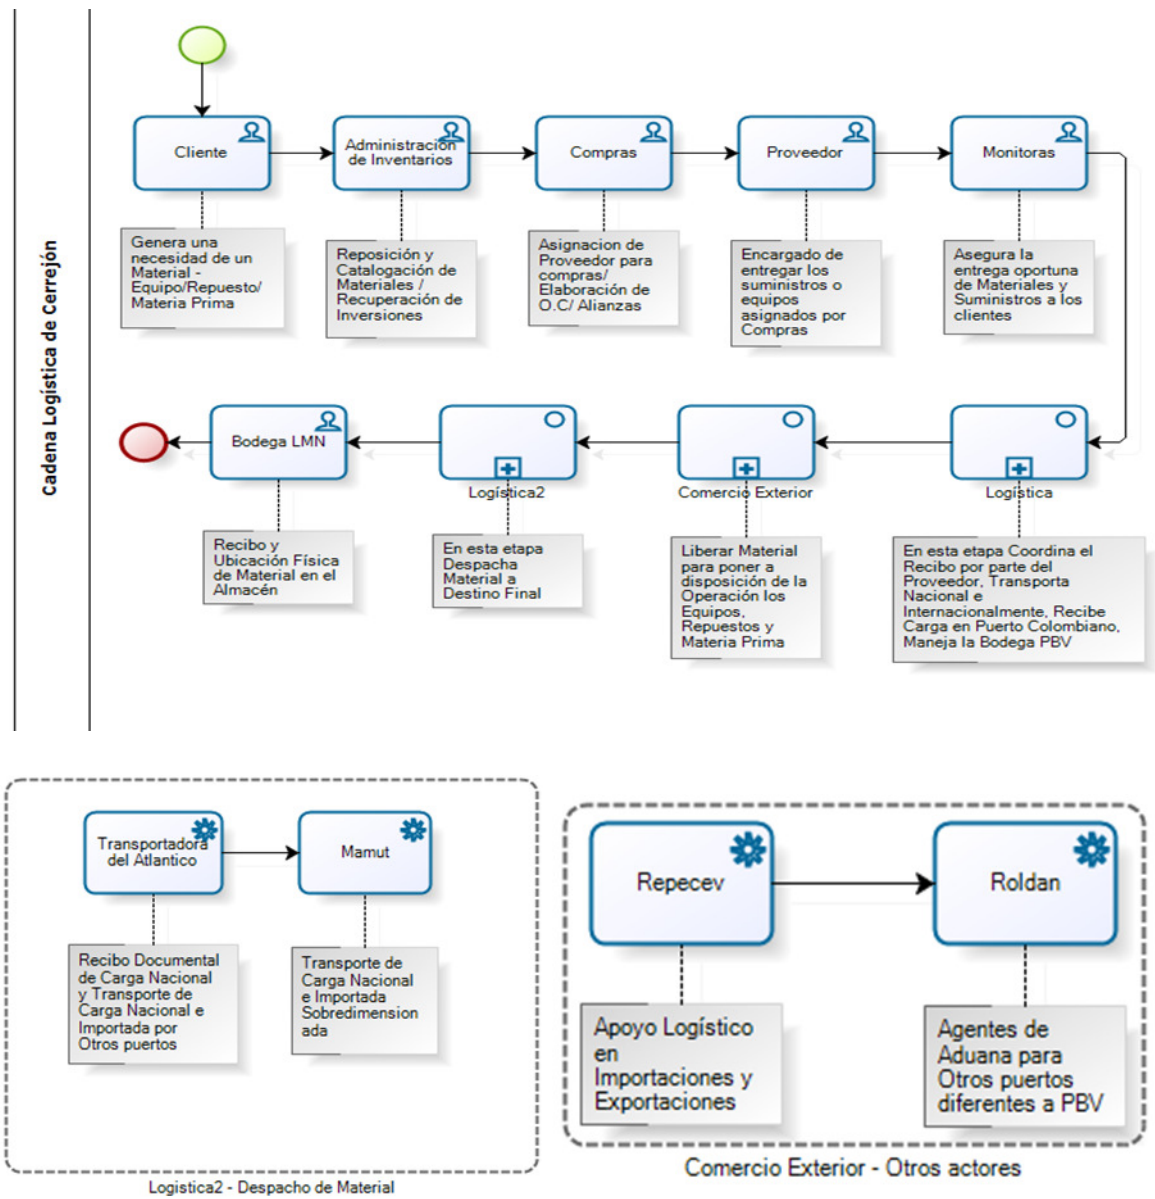 Cadena Logística de Cerrejón
Cliente
Administración
de Inventarios
Compras
Proveedor
Monitoras
Genera una
necesidad de un
Material -
Equipo/Repuesto/
Materia Prima
Reposición y
Catalogación de
Materiales /
Recuperación de
Inversiones
Asignacion de
Proveedor para
compras/
Elaboración de
O.C/ Alianzas
Encargado de
entregar los
suministros o
equipos
asignados por
Compras
Asegura la
entrega oportuna
de Materiales y
Suministros a los
clientes
Bodega LMN
Logística2
Comercio Exterior
Logística
Recibo y
Ubicación Física
de Material en el
Almacén
En esta etapa
Despacha
Material a
Destino Final
Liberar Material
para poner a
disposición de la
Operación los
Equipos,
Repuestos y
Materia Prima
En esta etapa Coordina el
Recibo por parte del
Proveedor, Transporta
Nacional e
Internacionalmente, Recibe
Carga en Puerto Colombiano,
Maneja la Bodega PBV
Transportadora
del Atlantico
Mamut
Recibo Documental
de Carga Nacional
y Transporte de
Carga Nacional e
Importada por
Otros puertos
Transporte de
Carga Nacional
e Importada
Sobredimension
ada
Logistica2 - Despacho de Material
Repecev
Roldan
Apoyo Logístico
en
Importaciones y
Exportaciones
Agentes de
Aduana para
Otros puertos
diferentes a PBV
Comercio Exterior - Otros actores